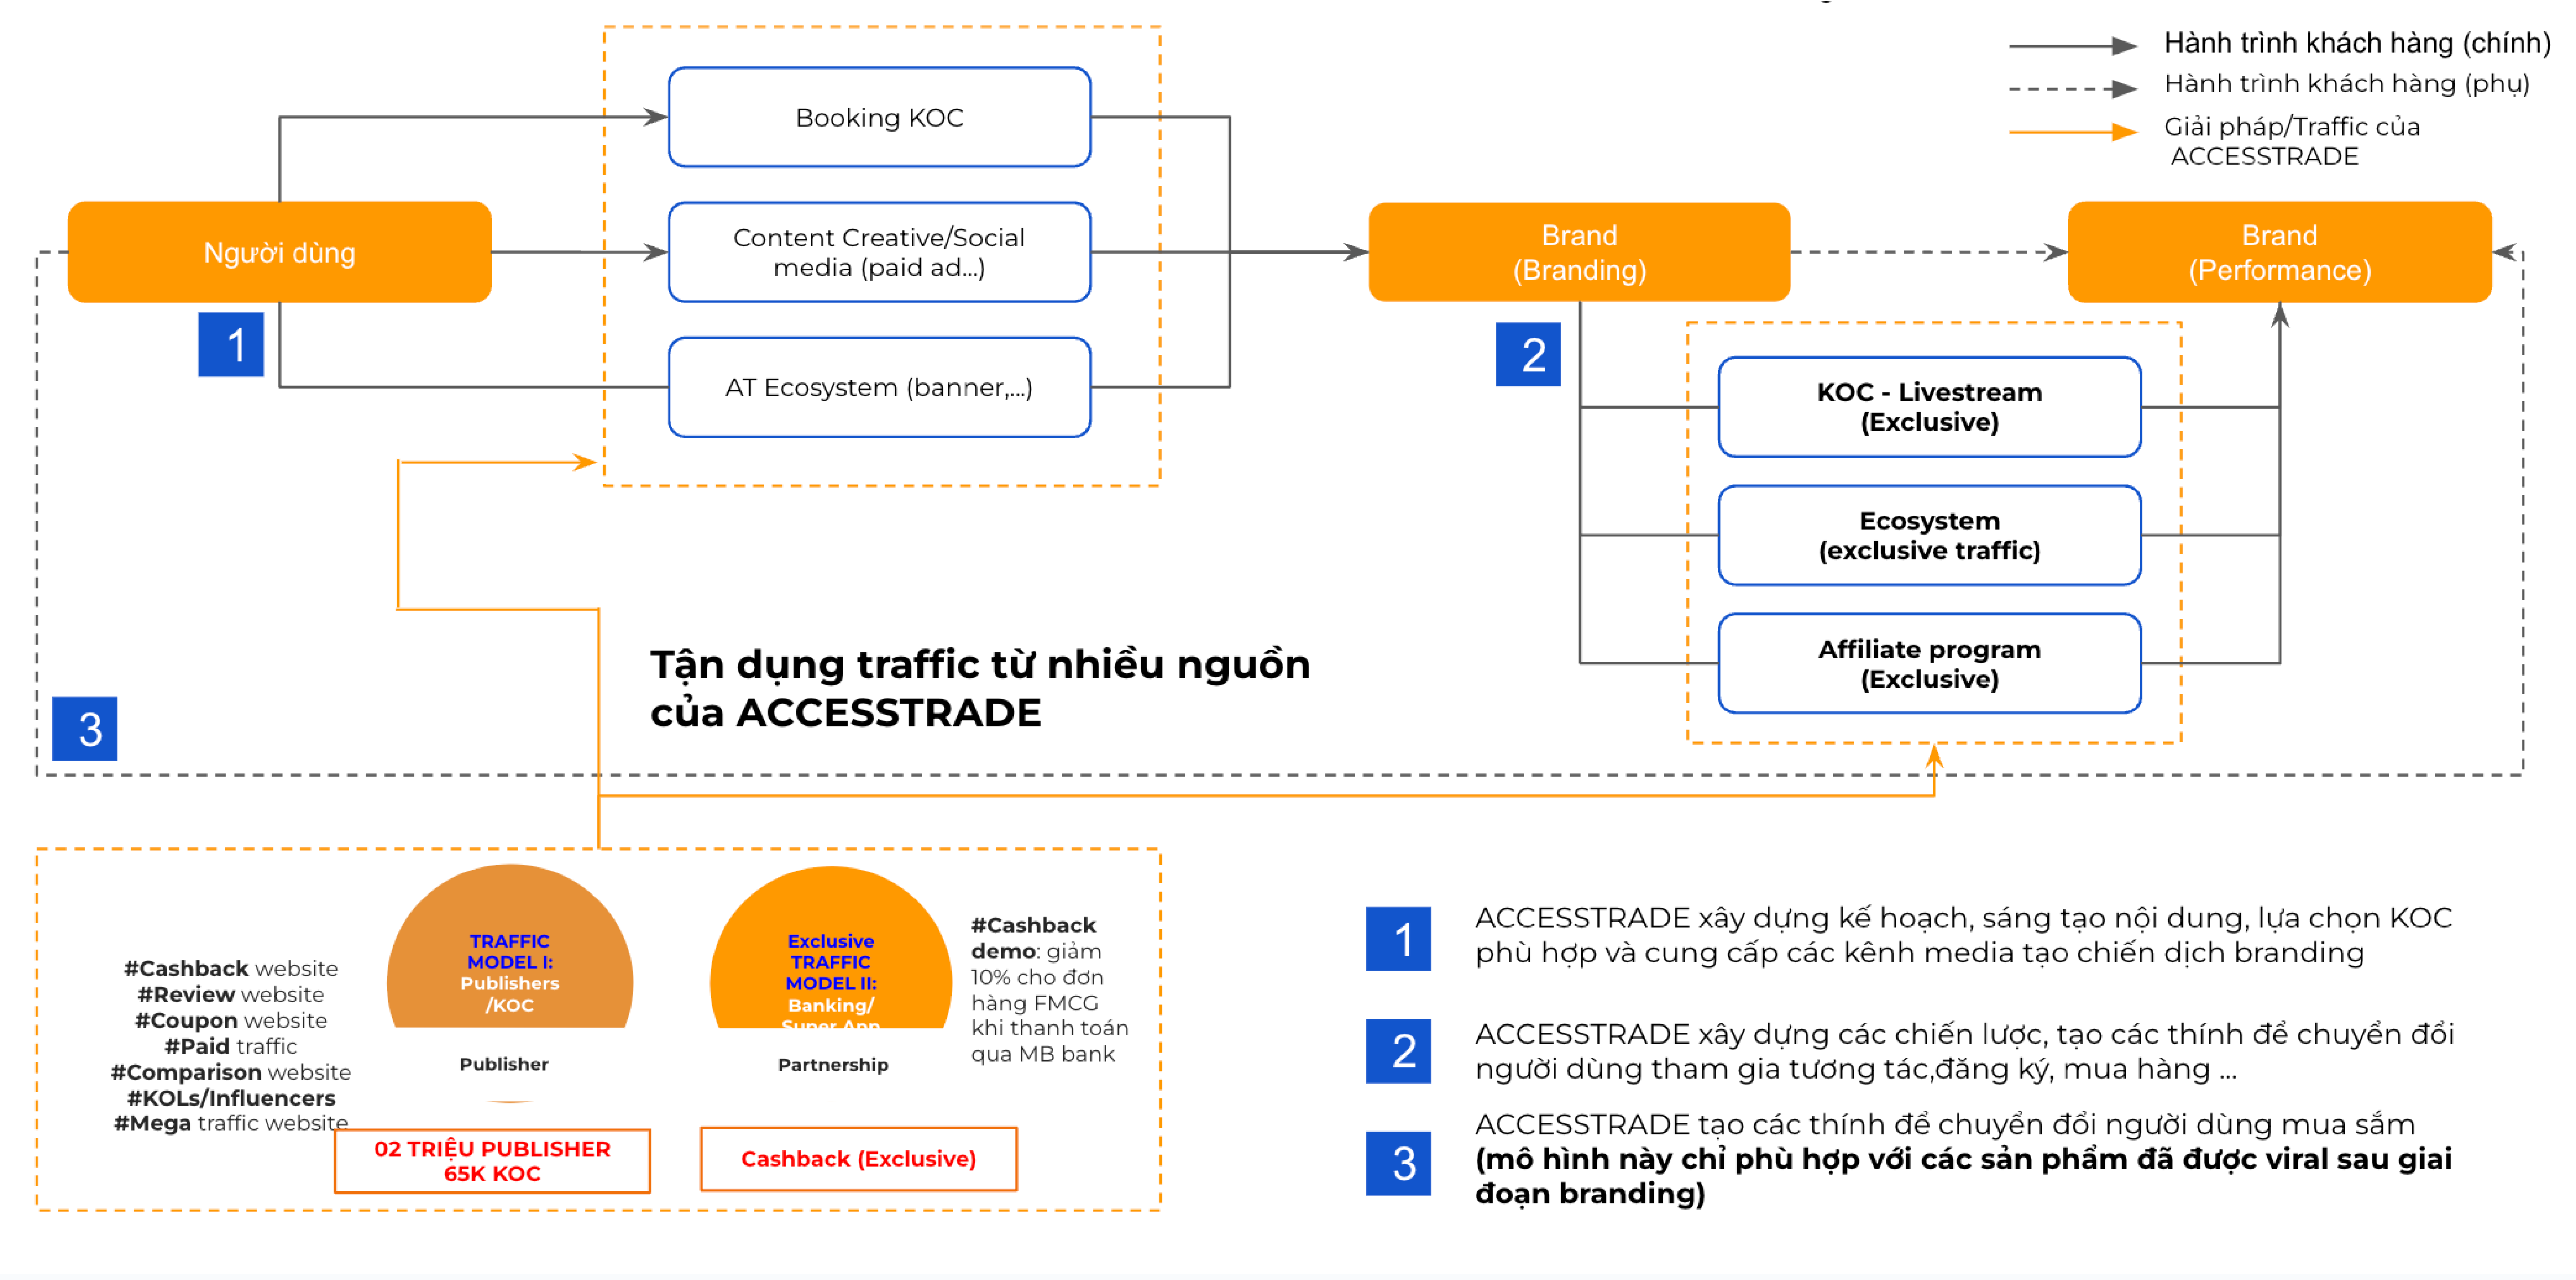 Hành trình khách hàng (chính)
Hành trình khách hàng (phụ)
Giải pháp/Traffic của
ACCESSTRADE
Booking KOC
Người dùng
Content Creative/Social
media (paid ad...)
AT Ecosystem (banner,...)
1
Brand
(Branding)
Brand
(Performance)
2
KOC - Livestream
(Exclusive)
Ecosystem
(exclusive traffic)
Affiliate program
(Exclusive)
Tận dụng traffic từ nhiều nguồn
của ACCESSTRADE
3
#Cashback website
#Review website
#Coupon website
#Paid traffic
#Comparison website
#KOLs/Influencers
#Mega traffic website
TRAFFIC
MODEL I:
Publishers
/KOC
Publisher
02 TRIỆU PUBLISHER
65K KOC
Exclusive
TRAFFIC
MODEL II:
Banking/
Super App
Partnership
Cashback (Exclusive)
#Cashback
demo: giảm
10% cho đơn
hàng FMCG
khi thanh toán
qua MB bank
1
ACCESSTRADE xây dựng kế hoạch, sáng tạo nội dung, lựa chọn KOC
phù hợp và cung cấp các kênh media tạo chiến dịch branding
2
ACCESSTRADE xây dựng các chiến lược, tạo các thính để chuyển đổi
người dùng tham gia tương tác,đăng ký, mua hàng ...
3
ACCESSTRADE tạo các thính để chuyển đổi người dùng mua sắm
(mô hình này chỉ phù hợp với các sản phẩm đã được viral sau giai
đoạn branding)